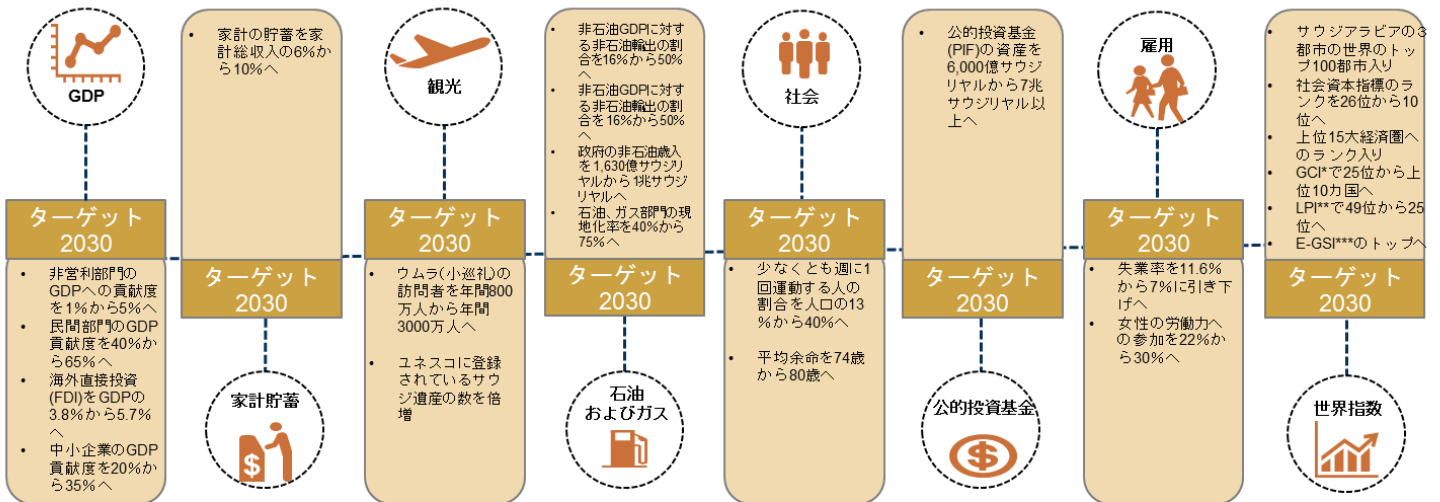 GDP
ターゲット
2030
• 非営利部門の
GDPへの貢献度
を1%から5%へ
• 民間部門のGDP
貢献度を40%か
ら65%へ
• 海外直接投資
(FDI)をGDPの
3.8%から5.7%
へ
• 中小企業のGDP
貢献度を20%か
ら35%へ
• 家計の貯蓄を家
計総収入の6%か
ら10%へ
ターゲット
2030
家計貯蓄
観光
ターゲット
2030
• ウムラ(小巡礼)の
訪問者を年間800
万人から年間
3000万人へ
• ユネスコに登録
されているサウ
ジ遺産の数を倍
増
• 非石油GDPに対
する非石油輸出の割
合を16%から50%
へ
• 非石油GDPに対
する非石油輸出の割
合を16%から50%
へ
• 政府の非石油歳入
を1,630億サウジリ
ヤルから1兆サウジ
リヤルへ
• 石油、ガス部門の現
地化率を40%から
75%へ
ターゲット
2030
石油
およびガス
社会
ターゲット
2030
• 少なくとも週に1
回運動する人の
割合を人口の13
%から40%へ
• 平均余命を74歳
から80歳へ
• 公的投資基金
(PIF)の資産を
6,000億サウジ
リヤルから7兆
サウジリヤル以
上へ
ターゲット
2030
公的投資基金
雇用
ターゲット
2030
• 失業率を11.6%
から7%に引き下
げへ
• 女性の労働力へ
の参加を22%か
ら30%へ
• サウジアラビアの3
都市の世界のトッ
プ100都市入り
• 社会資本指標のラ
ンクを26位から10
位へ
• 上位15大経済圏へ
のランク入り
• GCI*で25位から上
位10カ国へ
• LPI**で49位から25
位へ
• E-GSI***のトップへ
ターゲット
2030
世界指数